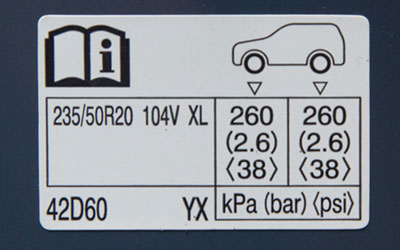 235/50R20 104V XL 260 260
(2.6) (2.6)
⟨38⟩ ⟨38⟩
42D60 YX kPa (bar) ⟨psi⟩